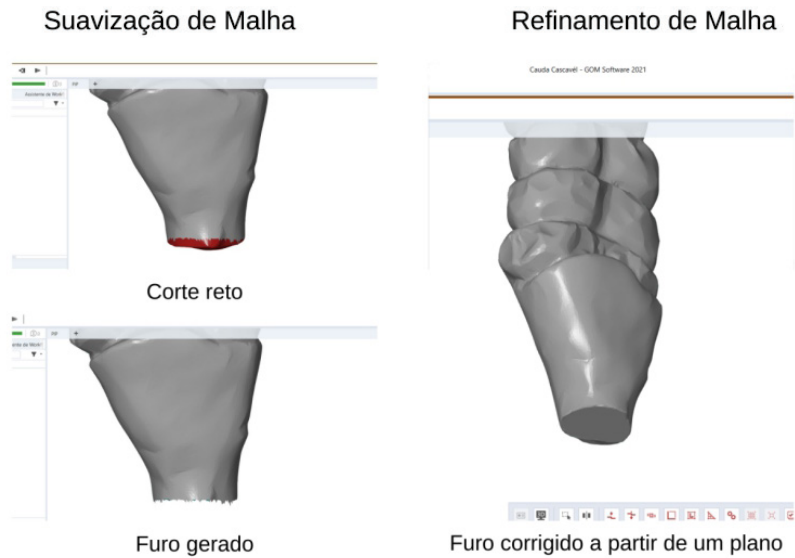 Suavização de Malha
Refinamento de Malha
Cauda Cascavél – GOM Software 2021
Corte reto
Furo gerado
Furo corrigido a partir de um plano